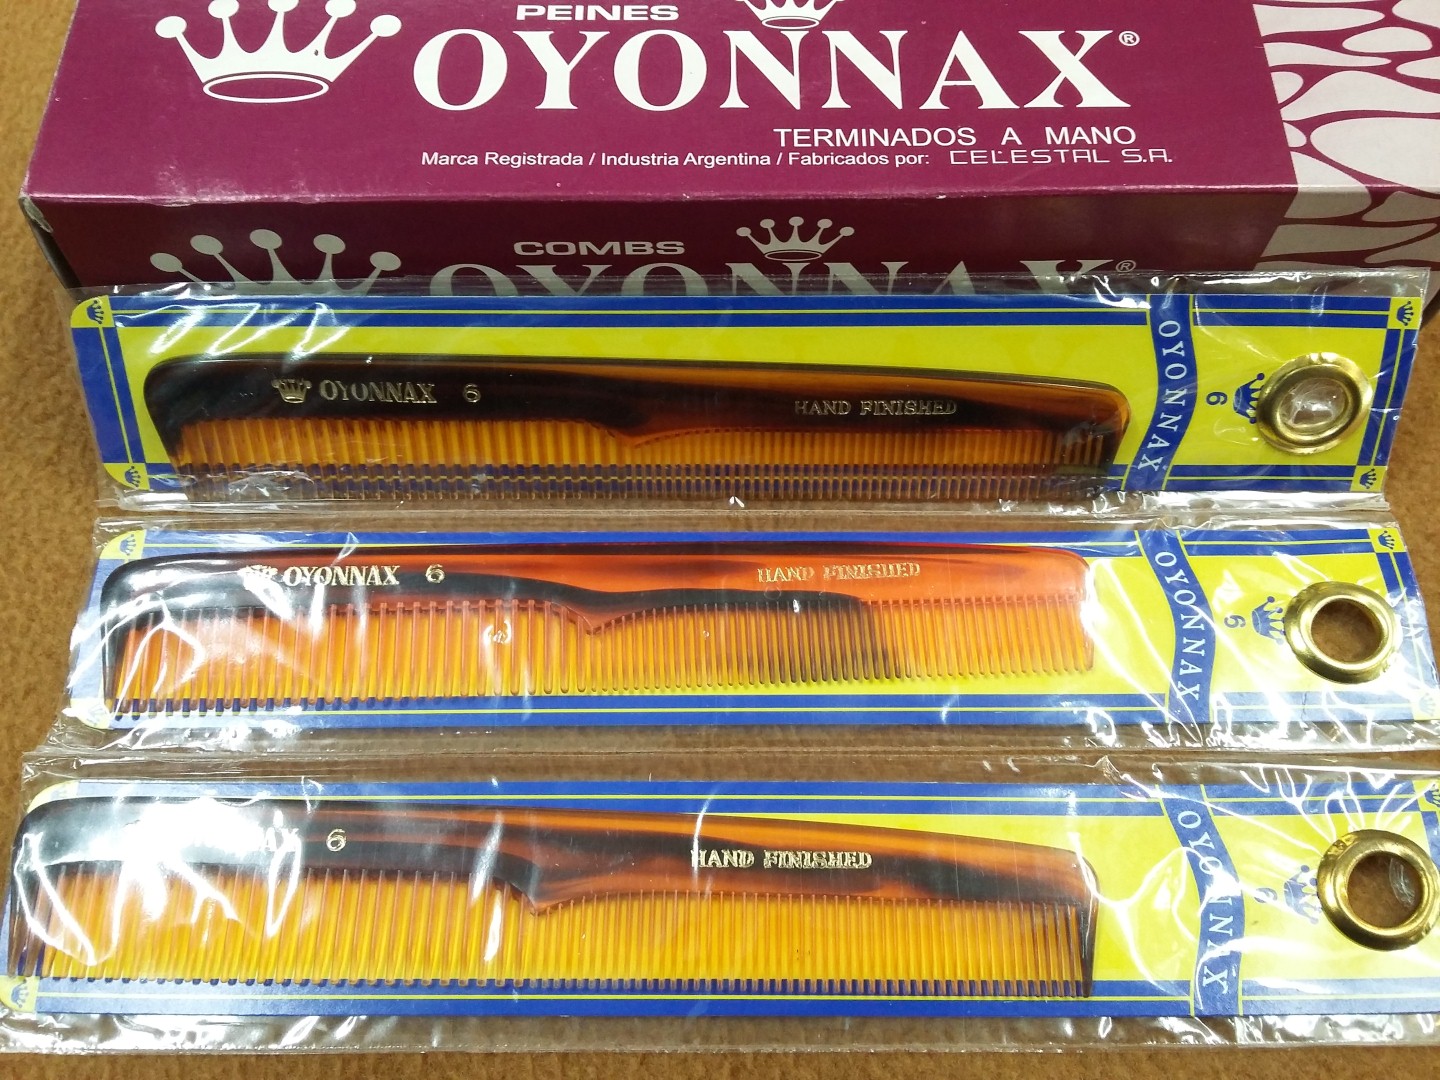 PEINES
OYONNAX®
TERMINADOS A MANO
Marca Registrada / Industria Argentina / Fabricados por: CELESTAL S.A.
COMBS
OYONNAX®
OYONNAX 6
HAND FINISHED
OYONNAX
6
OYONNAX 6
HAND FINISHED
OYONNAX
6
6
HAND FINISHED
OYONNAX
6